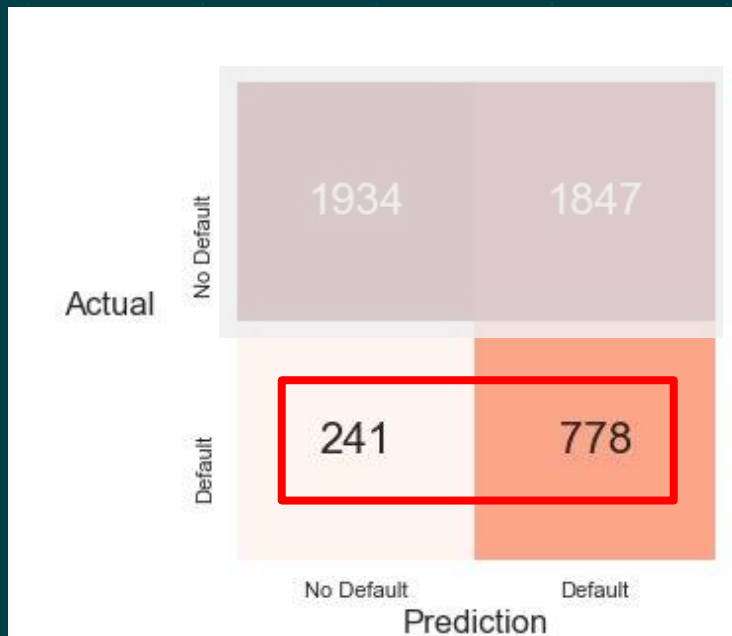 1934 1847
No Default
Actual
241 778
Default
No Default Default
Prediction